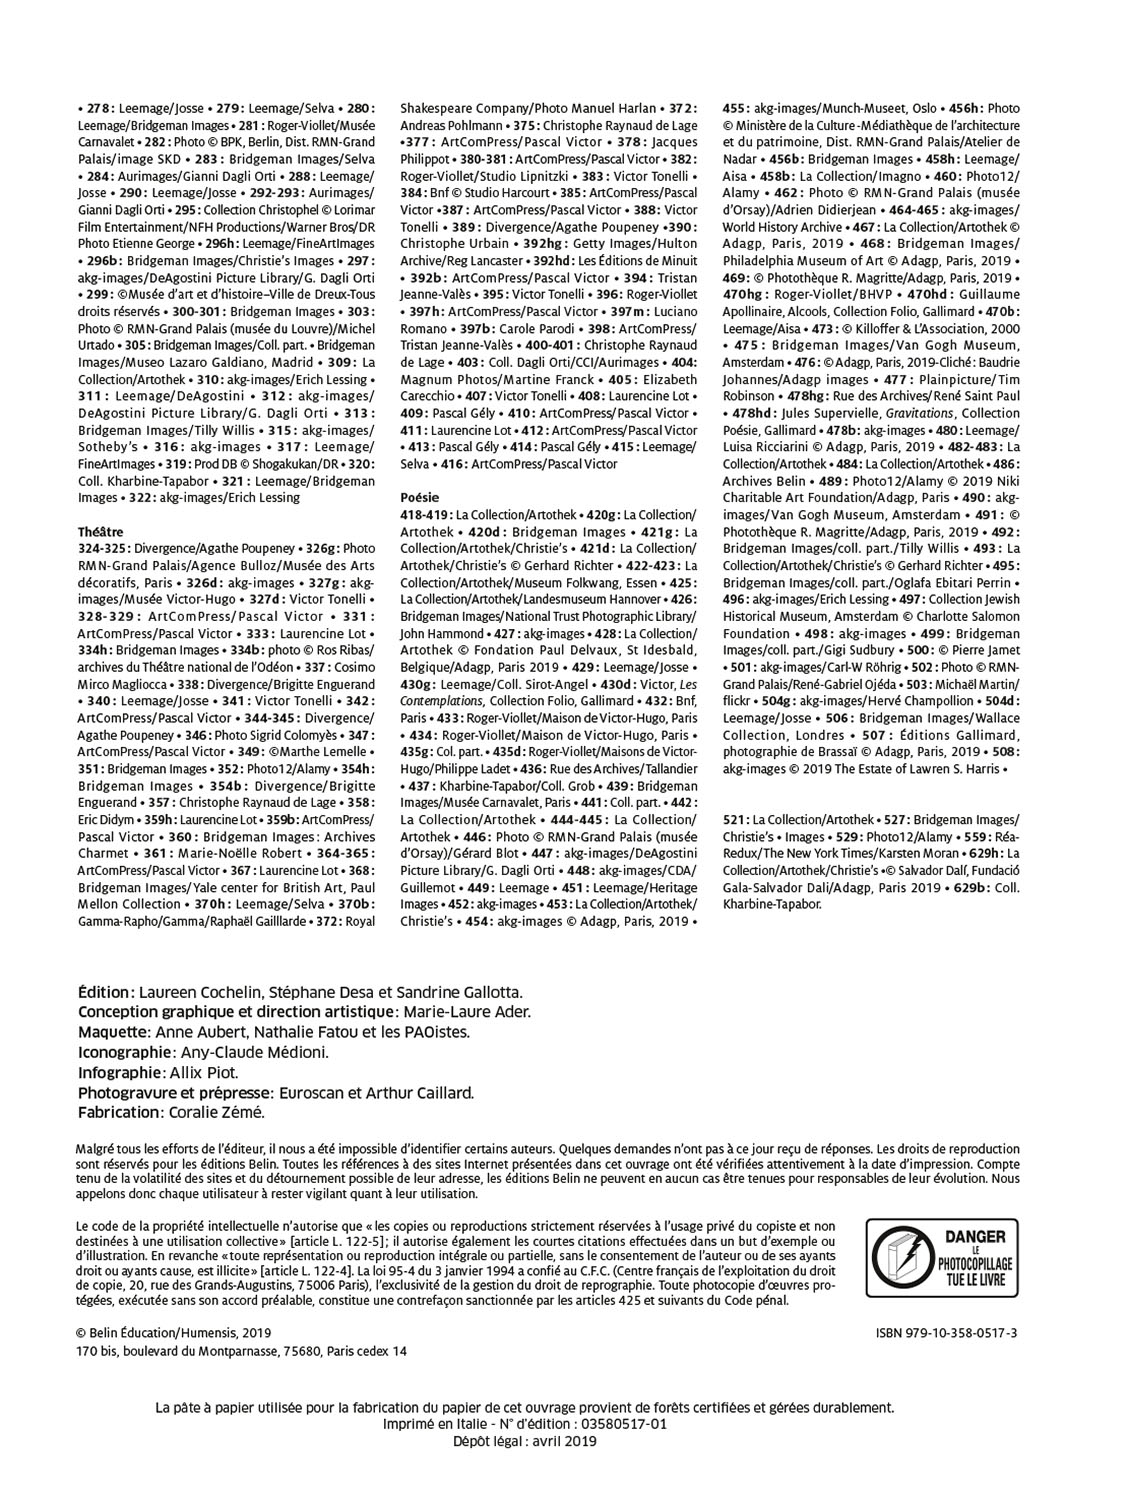 • 278 : Leemage/Josse • 279 : Leemage/Selva • 280 :
Leemage/Bridgeman Images • 281 : Roger-Viollet/Musée
Carnavalet • 282 : Photo © BPK, Berlin, Dist. RMN-Grand
Palais/image SKD • 283 : Bridgeman Images/Selva
• 284 : Aurimages/Gianni Dagli Orti • 288 : Leemage/
Josse • 290 : Leemage/Josse • 292-293 : Aurimages/
Gianni Dagli Orti • 295 : Collection Christophel © Lorimar
Film Entertainment/NFH Productions/Warner Bros/DR
Photo Etienne George • 296h : Leemage/FineArtImages
• 296b : Bridgeman Images/Christie's Images • 297 :
akg-images/DeAgostini Picture Library/G. Dagli Orti
• 299 : ©Musée d'art et d'histoire–Ville de Dreux-Tous
droits réservés • 300-301 : Bridgeman Images • 303 :
Photo © RMN-Grand Palais (musée du Louvre)/Michel
Urtado • 305 : Bridgeman Images/Coll. part. • Bridgeman
Images/Museo Lazaro Galdiano, Madrid • 309 : La
Collection/Artothek • 310 : akg-images/Erich Lessing •
311 : Leemage/DeAgostini • 312 : akg-images/
DeAgostini Picture Library/G. Dagli Orti • 313 :
Bridgeman Images/Tilly Willis • 315 : akg-images/
Sotheby's • 316 : akg-images • 317 : Leemage/
FineArtImages • 319 : Prod DB © Shogakukan/DR • 320 :
Coll. Kharbine-Tapabor • 321 : Leemage/Bridgeman
Images • 322 : akg-images/Erich Lessing
Théâtre
324-325 : Divergence/Agathe Poupeney • 326g : Photo
RMN-Grand Palais/Agence Bulloz/Musée des Arts
décoratifs, Paris • 326d : akg-images • 327g : akg-
images/Musée Victor-Hugo • 327d : Victor Tonelli •
328-329 : ArtComPress/Pascal Victor • 331 :
ArtComPress/Pascal Victor • 333 : Laurencine Lot •
334h : Bridgeman Images • 334b : photo © Ros Ribas/
archives du Théâtre national de l'Odéon • 337 : Cosimo
Mirco Magliocca • 338 : Divergence/Brigitte Enguerand
• 340 : Leemage/Josse • 341 : Victor Tonelli • 342 :
ArtComPress/Pascal Victor • 344-345 : Divergence/
Agathe Poupeney • 346 : Photo Sigrid Colomyès • 347 :
ArtComPress/Pascal Victor • 349 : ©Marthe Lemelle •
351 : Bridgeman Images • 352 : Photo12/Alamy • 354h :
Bridgeman Images • 354b : Divergence/Brigitte
Enguerand • 357 : Christophe Raynaud de Lage • 358 :
Eric Didym • 359h : Laurencine Lot • 359b : ArtComPress/
Pascal Victor • 360 : Bridgeman Images : Archives
Charmet • 361 : Marie-Noëlle Robert • 364-365 :
ArtComPress/Pascal Victor • 367 : Laurencine Lot • 368 :
Bridgeman Images/Yale center for British Art, Paul
Mellon Collection • 370h : Leemage/Selva • 370b :
Gamma-Rapho/Gamma/Raphaël Gailllarde • 372 : Royal
Shakespeare Company/Photo Manuel Harlan • 372 :
Andreas Pohlmann • 375 : Christophe Raynaud de Lage
•377 : ArtComPress/Pascal Victor • 378 : Jacques
Philippot • 380-381 : ArtComPress/Pascal Victor • 382 :
Roger-Viollet/Studio Lipnitzki • 383 : Victor Tonelli •
384 : Bnf © Studio Harcourt • 385 : ArtComPress/Pascal
Victor •387 : ArtComPress/Pascal Victor • 388 : Victor
Tonelli • 389 : Divergence/Agathe Poupeney •390 :
Christophe Urbain • 392hg : Getty Images/Hulton
Archive/Reg Lancaster • 392hd : Les Éditions de Minuit
• 392b : ArtComPress/Pascal Victor • 394 : Tristan
Jeanne-Valès • 395 : Victor Tonelli • 396 : Roger-Viollet
• 397h : ArtComPress/Pascal Victor • 397m : Luciano
Romano • 397b : Carole Parodi • 398 : ArtComPress/
Tristan Jeanne-Valès • 400-401 : Christophe Raynaud
de Lage • 403 : Coll. Dagli Orti/CCI/Aurimages • 404 :
Magnum Photos/Martine Franck • 405 : Elizabeth
Carecchio • 407 : Victor Tonelli • 408 : Laurencine Lot •
409 : Pascal Gély • 410 : ArtComPress/Pascal Victor •
411 : Laurencine Lot • 412 : ArtComPress/Pascal Victor
• 413 : Pascal Gély • 414 : Pascal Gély • 415 : Leemage/
Selva • 416 : ArtComPress/Pascal Victor
Poésie
418-419 : La Collection/Artothek • 420g : La Collection/
Artothek • 420d : Bridgeman Images • 421g : La
Collection/Artothek/Christie's • 421d : La Collection/
Artothek/Christie's © Gerhard Richter • 422-423 : La
Collection/Artothek/Museum Folkwang, Essen • 425 :
La Collection/Artothek/Landesmuseum Hannover • 426 :
Bridgeman Images/National Trust Photographic Library/
John Hammond • 427 : akg-images • 428 : La Collection/
Artothek © Fondation Paul Delvaux, St Idesbald,
Belgique/Adagp, Paris 2019 • 429 : Leemage/Josse •
430g : Leemage/Coll. Sirot-Angel • 430d : Victor, Les
Contemplations, Collection Folio, Gallimard • 432 : Bnf,
Paris • 433 : Roger-Viollet/Maison de Victor-Hugo, Paris
• 434 : Roger-Viollet/Maison de Victor-Hugo, Paris •
435g : Col. part. • 435d : Roger-Viollet/Maisons de Victor-
Hugo/Philippe Ladet • 436 : Rue des Archives/Tallandier
• 437 : Kharbine-Tapabor/Coll. Grob • 439 : Bridgeman
Images/Musée Carnavalet, Paris • 441 : Coll. part. • 442 :
La Collection/Artothek • 444-445 : La Collection/
Artothek • 446 : Photo © RMN-Grand Palais (musée
d'Orsay)/Gérard Blot • 447 : akg-images/DeAgostini
Picture Library/G. Dagli Orti • 448 : akg-images/CDA/
Guillemot • 449 : Leemage • 451 : Leemage/Heritage
Images • 452 : akg-images • 453 : La Collection/Artothek/
Christie's • 454 : akg-images © Adagp, Paris, 2019 •
455 : akg-images/Munch-Museet, Oslo • 456h : Photo
© Ministère de la Culture -Médiathèque de l'architecture
et du patrimoine, Dist. RMN-Grand Palais/Atelier de
Nadar • 456b : Bridgeman Images • 458h : Leemage/
Aisa • 458b : La Collection/Imagno • 460 : Photo12/
Alamy • 462 : Photo © RMN-Grand Palais (musée
d'Orsay)/Adrien Didierjean • 464-465 : akg-images/
World History Archive • 467 : La Collection/Artothek ©
Adagp, Paris, 2019 • 468 : Bridgeman Images/
Philadelphia Museum of Art © Adagp, Paris, 2019 •
469 : © Photothèque R. Magritte/Adagp, Paris, 2019 •
470hg : Roger-Viollet/BHVP • 470hd : Guillaume
Apollinaire, Alcools, Collection Folio, Gallimard • 470b :
Leemage/Aisa • 473 : © Killoffer & L'Association, 2000
• 475 : Bridgeman Images/Van Gogh Museum,
Amsterdam • 476 : © Adagp, Paris, 2019-Cliché : Baudrie
Johannes/Adagp images • 477 : Plainpicture/Tim
Robinson • 478hg : Rue des Archives/René Saint Paul
• 478hd : Jules Supervielle, Gravitations, Collection
Poésie, Gallimard • 478b : akg-images • 480 : Leemage/
Luisa Ricciarini © Adagp, Paris, 2019 • 482-483 : La
Collection/Artothek • 484 : La Collection/Artothek • 486 :
Archives Belin • 489 : Photo12/Alamy © 2019 Niki
Charitable Art Foundation/Adagp, Paris • 490 : akg-
images/Van Gogh Museum, Amsterdam • 491 : ©
Photothèque R. Magritte/Adagp, Paris, 2019 • 492 :
Bridgeman Images/coll. part./Tilly Willis • 493 : La
Collection/Artothek/Christie's © Gerhard Richter • 495 :
Bridgeman Images/coll. part./Oglafa Ebitari Perrin •
496 : akg-images/Erich Lessing • 497 : Collection Jewish
Historical Museum, Amsterdam © Charlotte Salomon
Foundation • 498 : akg-images • 499 : Bridgeman
Images/coll. part./Gigi Sudbury • 500 : © Pierre Jamet
• 501 : akg-images/Carl-W Röhrig • 502 : Photo © RMN-
Grand Palais/René-Gabriel Ojéda • 503 : Michaël Martin/
flickr • 504g : akg-images/Hervé Champollion • 504d :
Leemage/Josse • 506 : Bridgeman Images/Wallace
Collection, Londres • 507 : Éditions Gallimard,
photographie de Brassaï © Adagp, Paris, 2019 • 508 :
akg-images © 2019 The Estate of Lawren S. Harris •
521 : La Collection/Artothek • 527 : Bridgeman Images/
Christie's • Images • 529 : Photo12/Alamy • 559 : Réa-
Redux/The New York Times/Karsten Moran • 629h : La
Collection/Artothek/Christie's •© Salvador Dalí, Fundació
Gala-Salvador Dali/Adagp, Paris 2019 • 629b : Coll.
Kharbine-Tapabor.
Édition : Laureen Cochelin, Stéphane Desa et Sandrine Gallotta.
Conception graphique et direction artistique : Marie-Laure Ader.
Maquette : Anne Aubert, Nathalie Fatou et les PAOistes.
Iconographie : Any-Claude Médioni.
Infographie : Allix Piot.
Photogravure et prépresse : Euroscan et Arthur Caillard.
Fabrication : Coralie Zémé.
Malgré tous les efforts de l'éditeur, il nous a été impossible d'identifier certains auteurs. Quelques demandes n'ont pas à ce jour reçu de réponses. Les droits de reproduction
sont réservés pour les éditions Belin. Toutes les références à des sites Internet présentées dans cet ouvrage ont été vérifiées attentivement à la date d'impression. Compte
tenu de la volatilité des sites et du détournement possible de leur adresse, les éditions Belin ne peuvent en aucun cas être tenues pour responsables de leur évolution. Nous
appelons donc chaque utilisateur à rester vigilant quant à leur utilisation.
Le code de la propriété intellectuelle n'autorise que « les copies ou reproductions strictement réservées à l'usage privé du copiste et non
destinées à une utilisation collective » [article L. 122-5] ; il autorise également les courtes citations effectuées dans un but d'exemple ou
d'illustration. En revanche « toute représentation ou reproduction intégrale ou partielle, sans le consentement de l'auteur ou de ses ayants
droit ou ayants cause, est illicite » [article L. 122-4]. La loi 95-4 du 3 janvier 1994 a confié au C.F.C. (Centre français de l'exploitation du droit
de copie, 20, rue des Grands-Augustins, 75006 Paris), l'exclusivité de la gestion du droit de reprographie. Toute photocopie d'œuvres pro-
tégées, exécutée sans son accord préalable, constitue une contrefaçon sanctionnée par les articles 425 et suivants du Code pénal.
DANGER
LE
PHOTOCOPILLAGE
TUE LE LIVRE
© Belin Éducation/Humensis, 2019
ISBN 979-10-358-0517-3
170 bis, boulevard du Montparnasse, 75680, Paris cedex 14
La pâte à papier utilisée pour la fabrication du papier de cet ouvrage provient de forêts certifiées et gérées durablement.
Imprimé en Italie - N° d'édition : 03580517-01
Dépôt légal : avril 2019